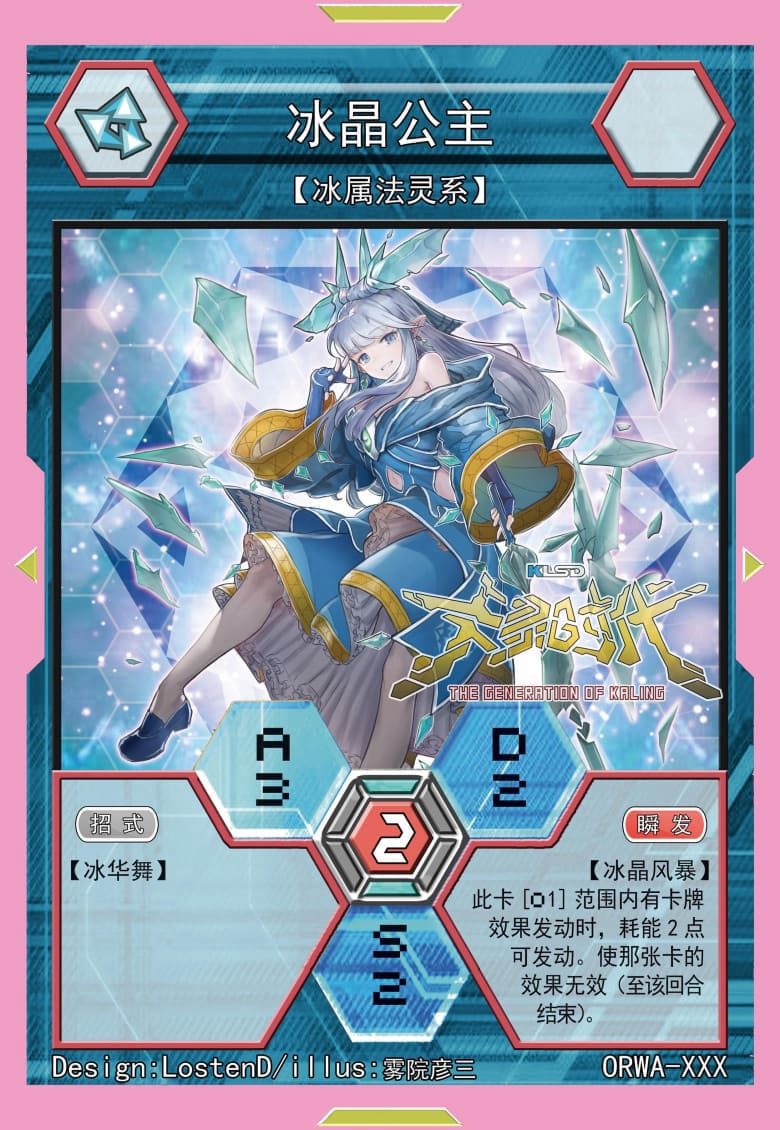 冰晶公主
【冰属法灵系】
KLSD
THE GENERATION OF KALING
A
3
D
2
2
S
2
招式
【冰华舞】
瞬发
【冰晶风暴】
此卡[O1]范围内有卡牌
效果发动时，耗能2点
可发动。使那张卡的
效果无效（至该回合
结束）。
Design:LostenD/illus:雾院彦三
ORWA-XXX